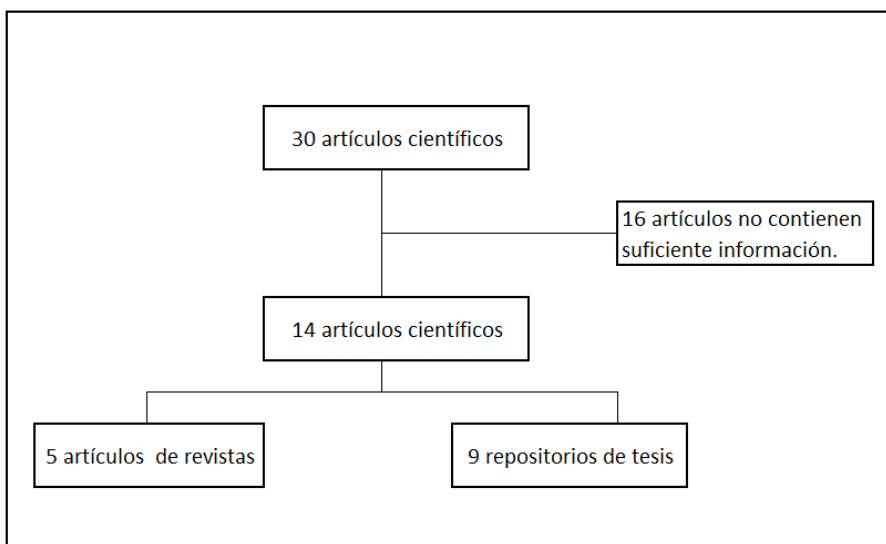 30 artículos científicos
16 artículos no contienen
suficiente información.
14 artículos científicos
5 artículos de revistas
9 repositorios de tesis